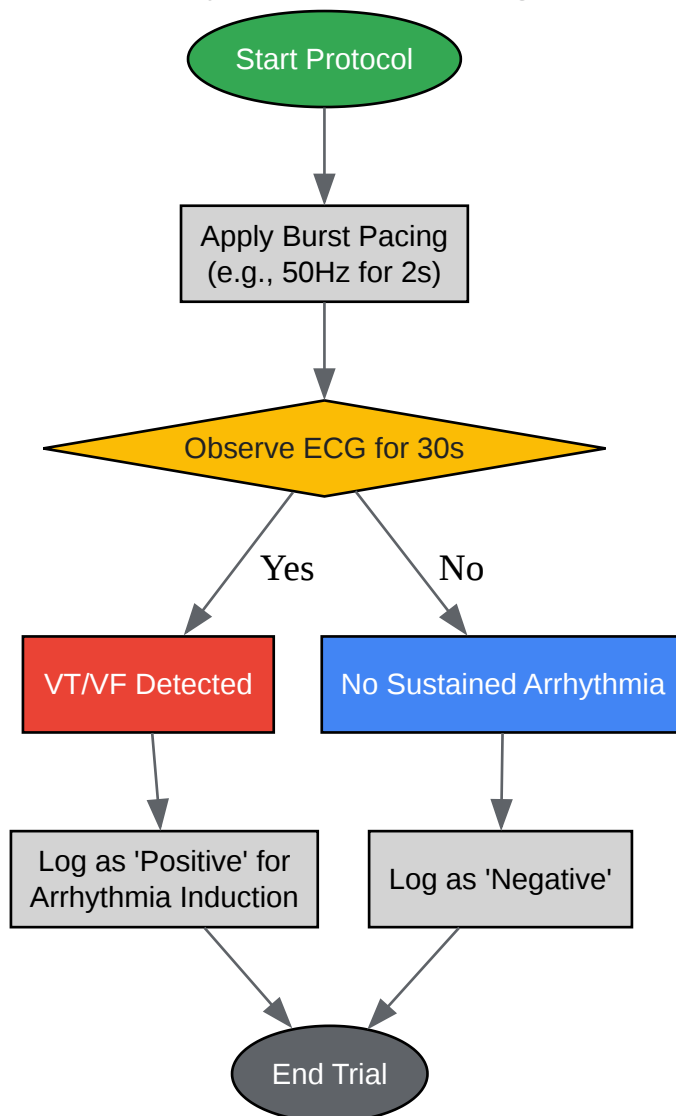 Start Protocol
Apply Burst Pacing
(e.g., 50Hz for 2s)
Observe ECG for 30s
Yes
No
VT/VF Detected
No Sustained Arrhythmia
Log as 'Positive' for
Arrhythmia Induction
Log as 'Negative'
End Trial